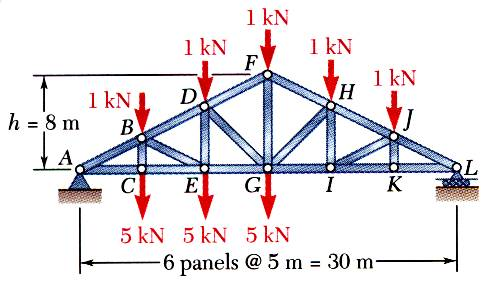 1 kN
1 kN
F
1 kN
1 kN
D
H
1 kN
1 kN
h = 8 m
B
J
A
L
C
E
G
I
K
5 kN 5 kN 5 kN
6 panels @ 5 m = 30 m